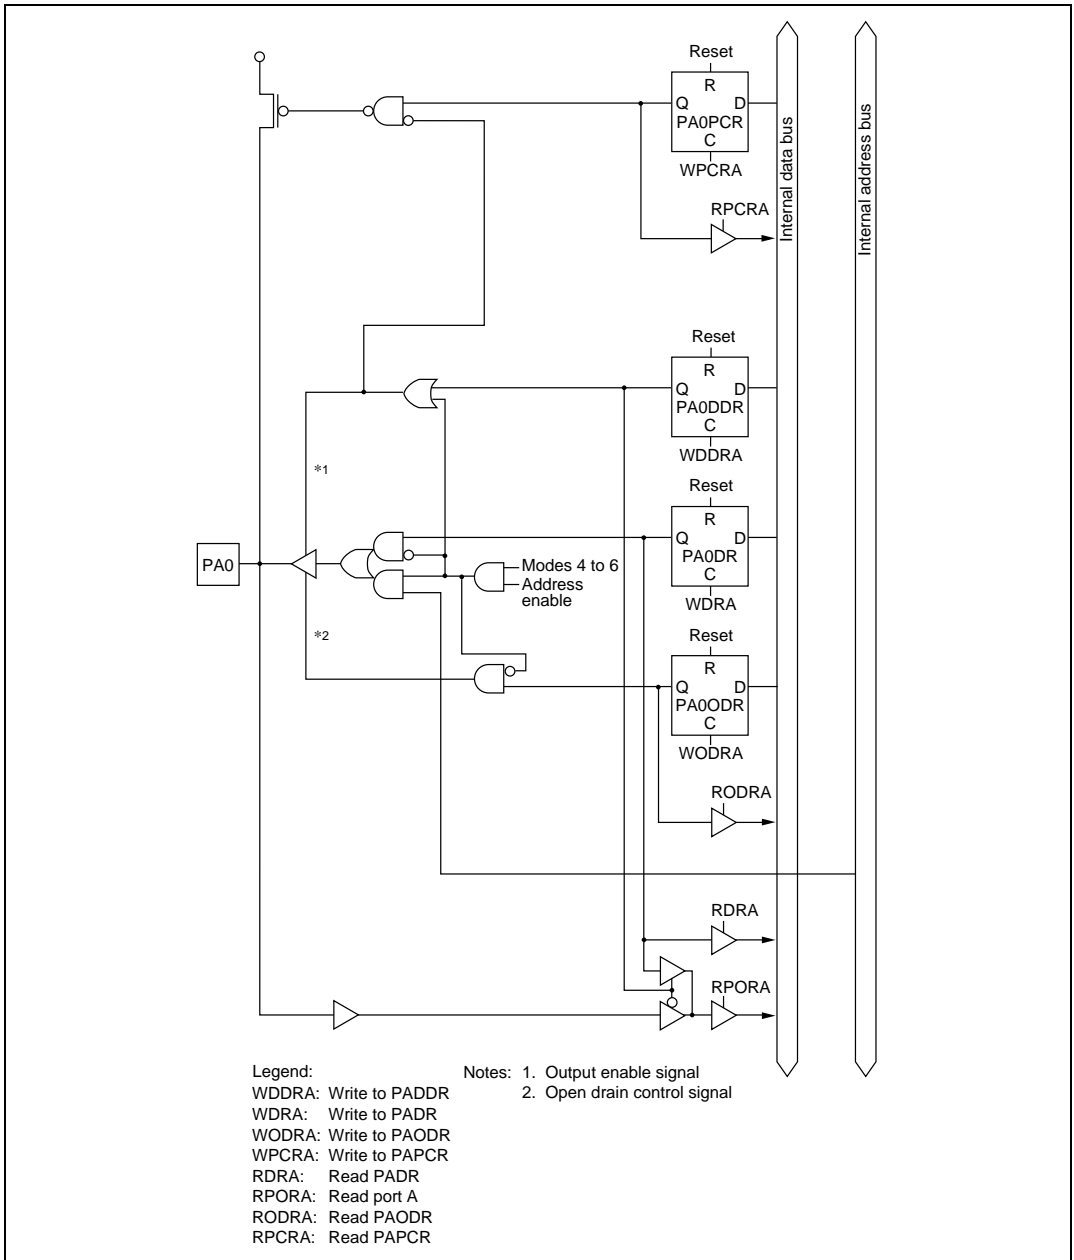 Reset
R
Q D
PA0PCR
C
WPCRA
RPCRA
Internal data bus
Internal address bus
Reset
R
Q D
PA0DDR
C
WDDRA
*1
Reset
R
Q D
PA0DR
C
WDRA
PA0
Modes 4 to 6
Address
enable
*2
Reset
R
Q D
PA0ODR
C
WODRA
RODRA
RDRA
RPORA
Legend:
WDDRA: Write to PADDR
WDRA: Write to PADR
WODRA: Write to PAODR
WPCRA: Write to PAPCR
RDRA: Read PADR
RPORA: Read port A
RODRA: Read PAODR
RPCRA: Read PAPCR
Notes: 1. Output enable signal
2. Open drain control signal